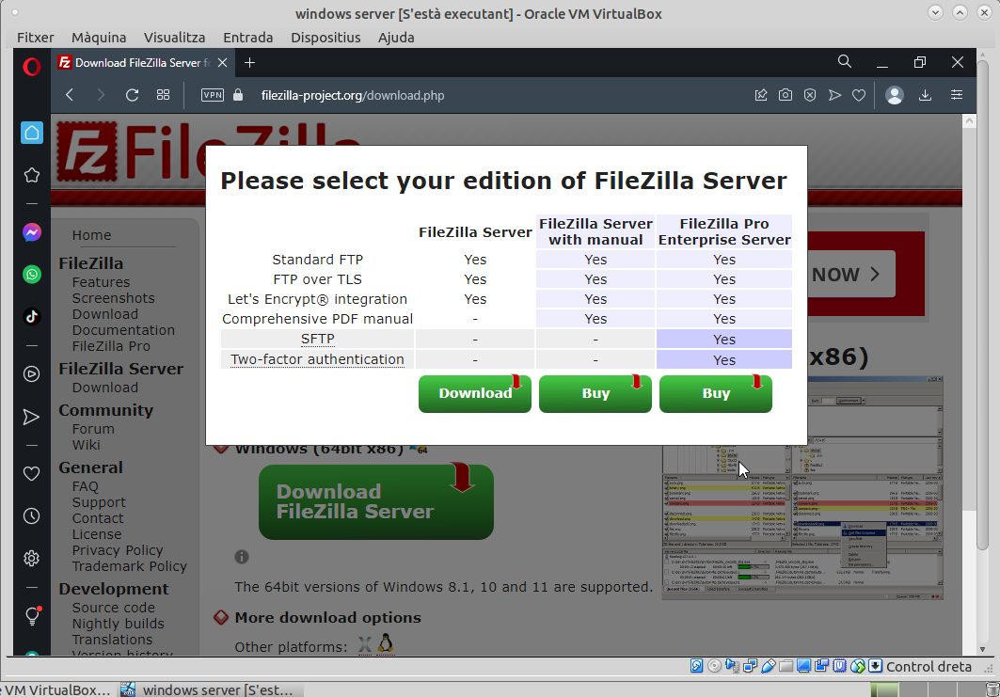 windows server [S'està executant] - Oracle VM VirtualBox
Fitxer Màquina Visualitza Entrada Dispositius Ajuda
Download FileZilla Server f
VPN filezilla-project.org/download.php
FileZilla
Please select your edition of FileZilla Server
FileZilla Server
FileZilla Server with manual
FileZilla Pro Enterprise Server
Standard FTP Yes Yes Yes
FTP over TLS Yes Yes Yes
Let's Encrypt® integration Yes Yes Yes
Comprehensive PDF manual - Yes Yes
SFTP - - Yes
Two-factor authentication - - Yes
Download Buy Buy
Home
FileZilla
Features
Screenshots
Download
Documentation
FileZilla Pro
FileZilla Server
Download
Community
Forum
Wiki
General
FAQ
Support
Contact
License
Privacy Policy
Trademark Policy
Development
Source code
Nightly builds
Translations
Version history
NOW
x86)
Windows (64bit x86) 64
Download
FileZilla Server
The 64bit versions of Windows 8.1, 10 and 11 are supported.
More download options
Other platforms:
Control dreta
VM VirtualBox...
windows server [S'est...